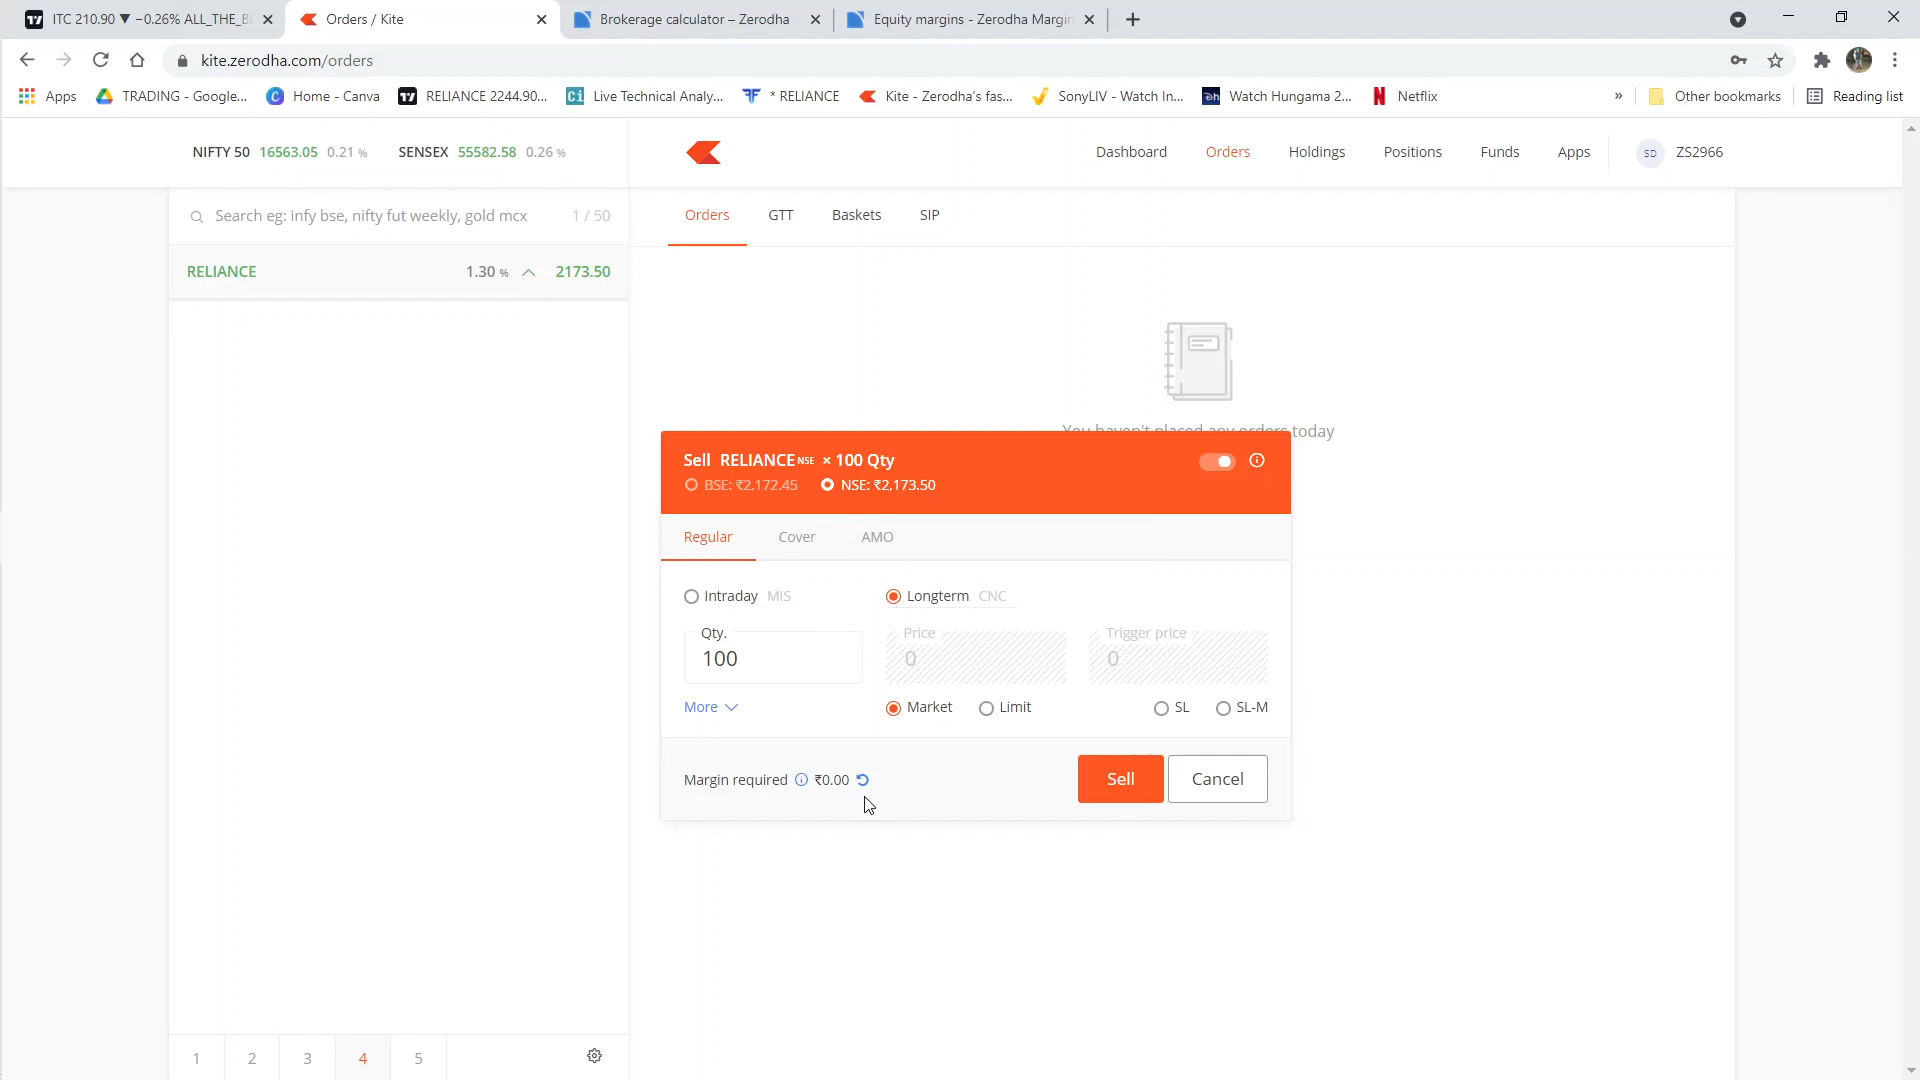 ITC 210.90 ▼ −0.26% ALL_THE_B
Orders / Kite
Brokerage calculator – Zerodha
Equity margins - Zerodha Margin
kite.zerodha.com/orders
Apps
TRADING - Google...
Home - Canva
RELIANCE 2244.90...
Live Technical Analy...
* RELIANCE
Kite - Zerodha's fas...
SonyLIV - Watch In...
Watch Hungama 2...
Netflix
»
Other bookmarks
Reading list
NIFTY 50 16563.05 0.21 %
SENSEX 55582.58 0.26 %
Dashboard
Orders
Holdings
Positions
Funds
Apps
SD
ZS2966
Search eg: infy bse, nifty fut weekly, gold mcx
1 / 50
Orders
GTT
Baskets
SIP
RELIANCE 1.30 % 2173.50
You haven't placed any orders today
Sell RELIANCE NSE × 100 Qty
BSE: ₹2,172.45
NSE: ₹2,173.50
Regular
Cover
AMO
Intraday MIS
Longterm CNC
Qty.
100
Price
0
Trigger price
0
More
Market
Limit
SL
SL-M
Margin required ₹0.00
Sell
Cancel
1
2
3
4
5